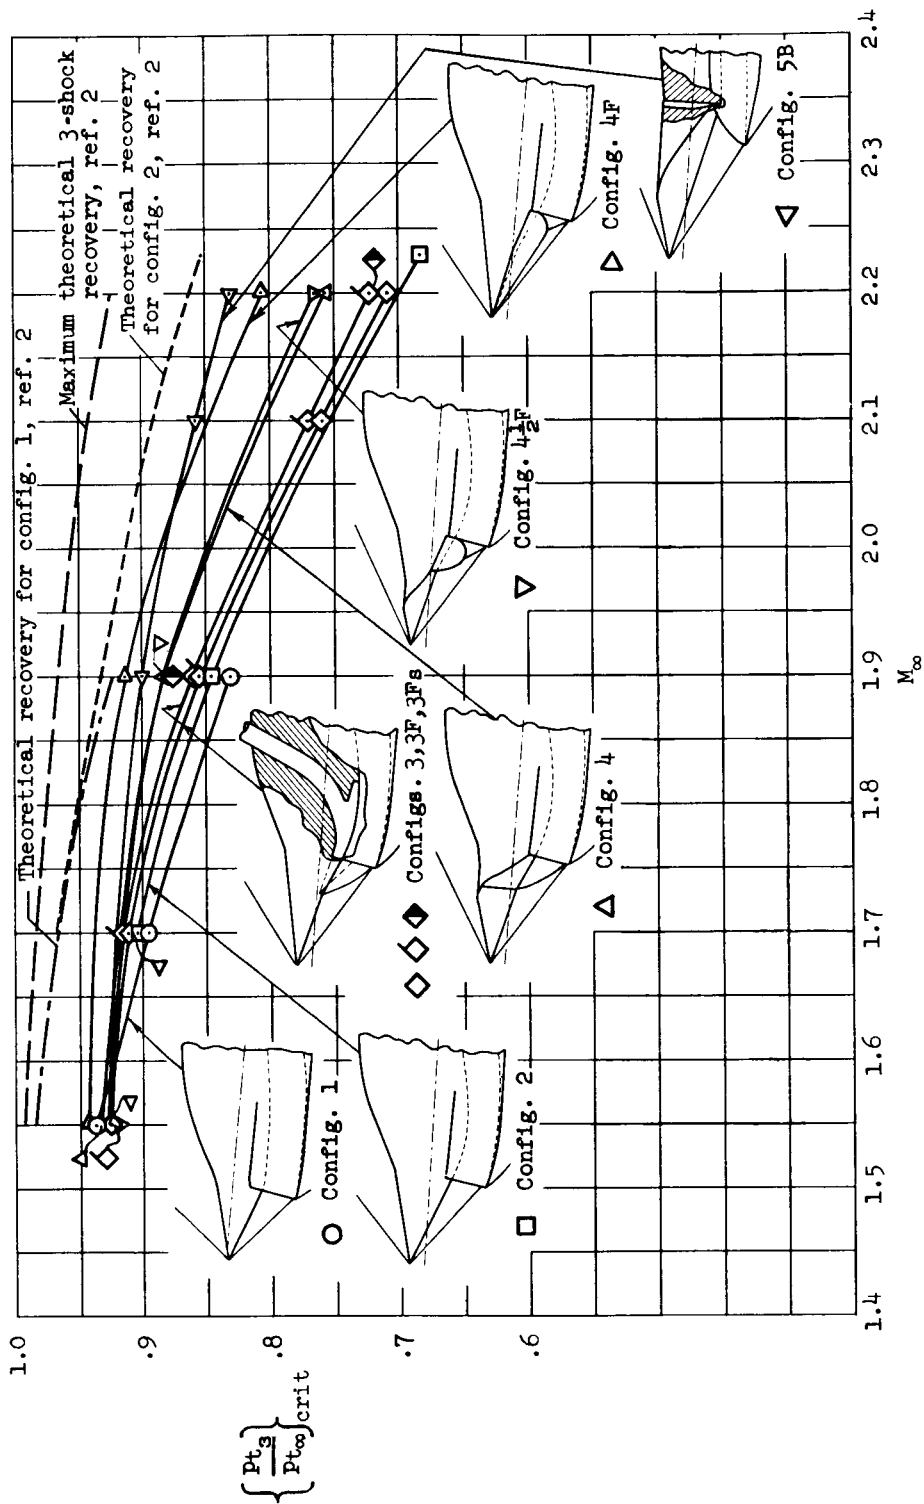 Theoretical recovery for config. 1, ref. 2
Maximum theoretical 3-shock
recovery, ref. 2
Theoretical recovery
for config. 2, ref. 2
1.0
.9
.8
.7
.6
{Pt₃/Pt∞}crit
Config. 1
Config. 2
Configs. 3,3F,3Fs
Config. 4
Config. 4½F
Config. 4F
Config. 5B
1.4
1.5
1.6
1.7
1.8
1.9
2.0
2.1
2.2
2.3
2.4
M∞